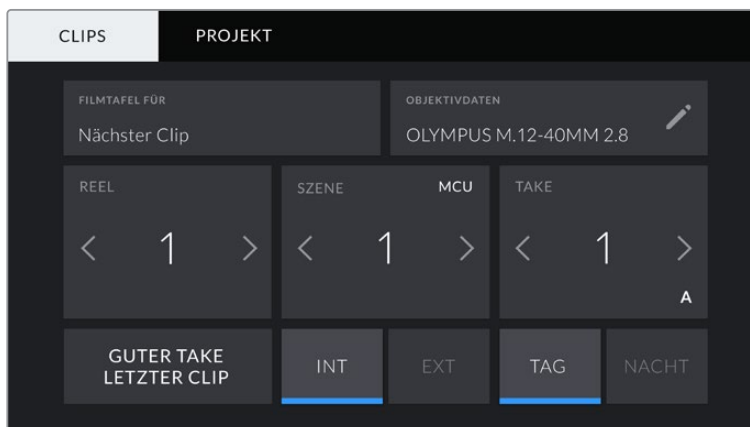 CLIPS PROJEKT
FILMTAFEL FÜR OBJEKTIVDATEN
Nächster Clip OLYMPUS M.12-40MM 2.8
REEL SZENE MCU TAKE
< 1 > < 1 > < 1 >
A
GUTER TAKE
LETZTER CLIP
INT EXT TAG NACHT